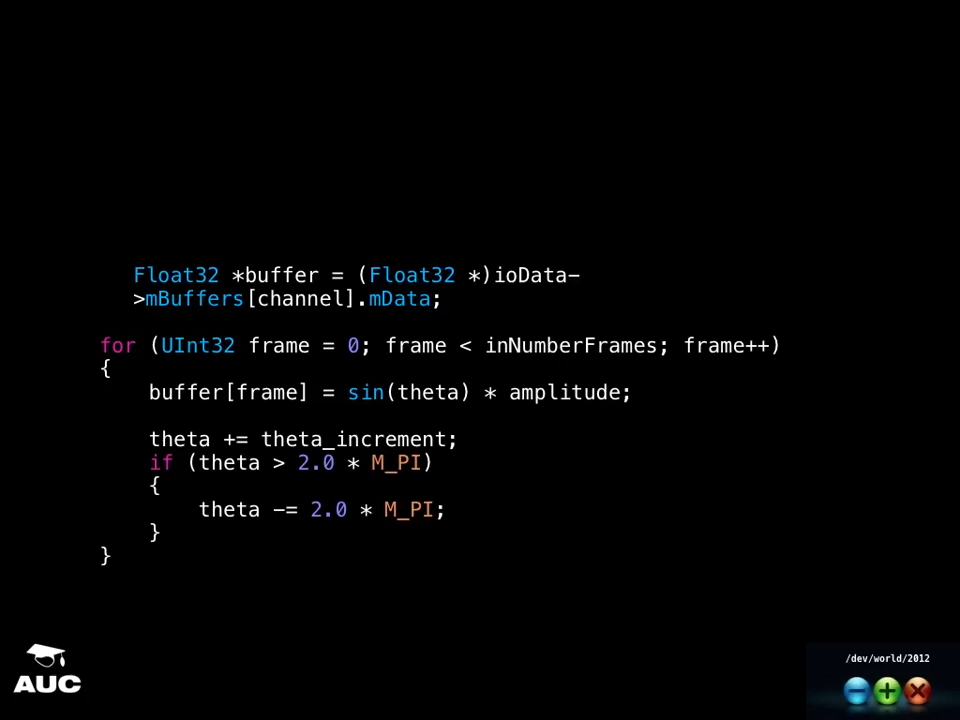 Float32 *buffer = (Float32 *)ioData-
>mBuffers[channel].mData;
for (UInt32 frame = 0; frame < inNumberFrames; frame++)
{
buffer[frame] = sin(theta) * amplitude;
theta += theta_increment;
if (theta > 2.0 * M_PI)
{
theta -= 2.0 * M_PI;
}
}
AUC
/dev/world/2012